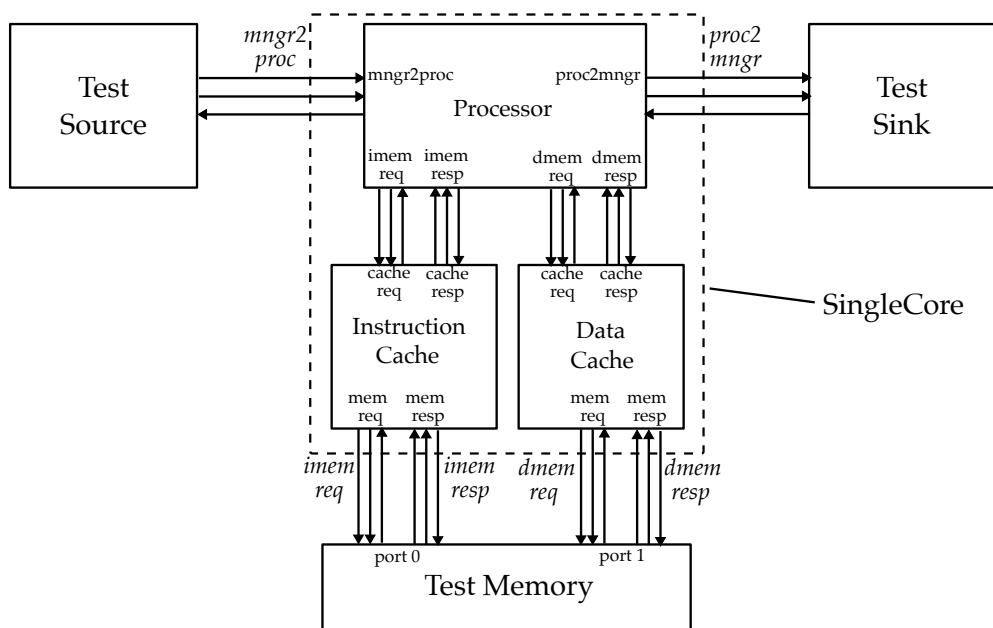 mngr2
proc
proc2
mngr
Test
Source
mngr2proc
proc2mngr
Processor
Test
Sink
imem
req
imem
resp
dmem
req
dmem
resp
cache
req
cache
resp
cache
req
cache
resp
Instruction
Cache
Data
Cache
SingleCore
mem
req
mem
resp
mem
req
mem
resp
imem
req
imem
resp
dmem
req
dmem
resp
port 0
port 1
Test Memory